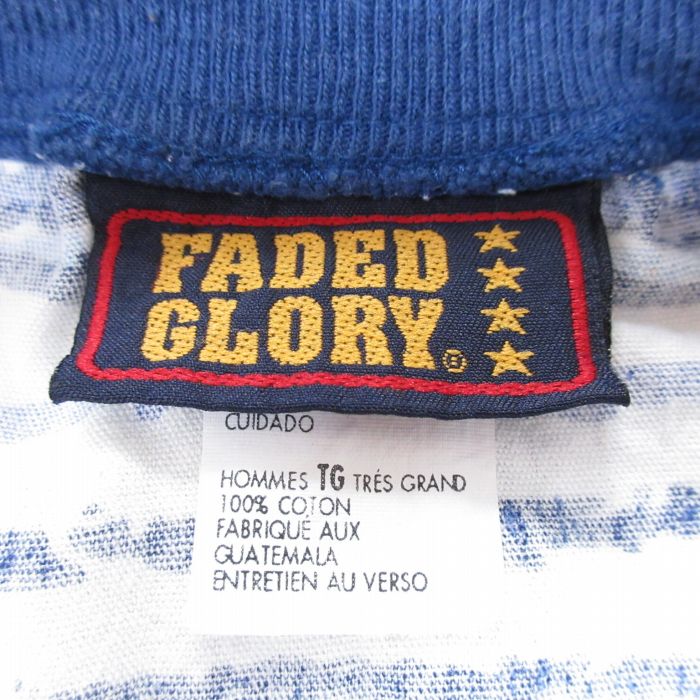 FADED
GLORY®
CUIDADO
HOMMES TG TRÉS GRAND
100% COTON
FABRIQUE AUX
GUATEMALA
ENTRETIEN AU VERSO